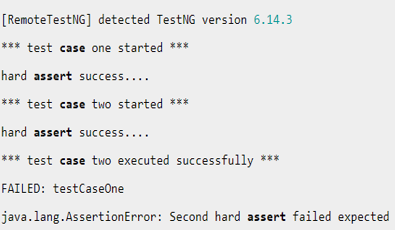 [RemoteTestNG] detected TestNG version 6.14.3
*** test case one started ***
hard assert success....
*** test case two started ***
hard assert success....
*** test case two executed successfully ***
FAILED: testCaseOne
java.lang.AssertionError: Second hard assert failed expected